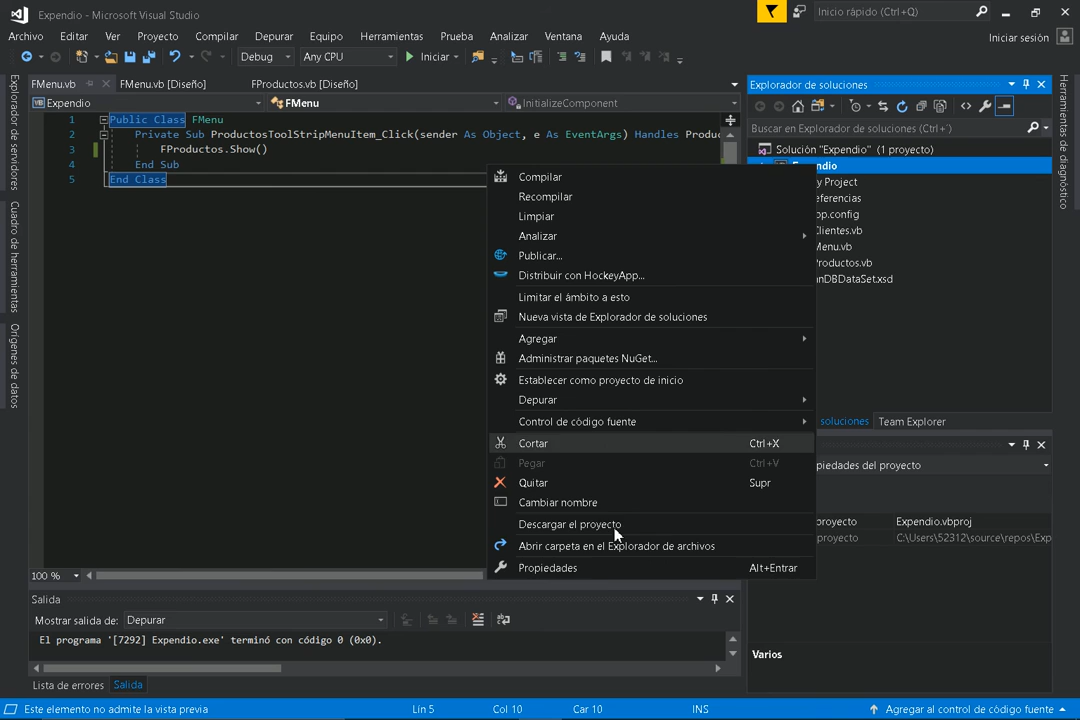 Expendio - Microsoft Visual Studio
Inicio rápido (Ctrl+Q)
Archivo Editar Ver Proyecto Compilar Depurar Equipo Herramientas Prueba Analizar Ventana Ayuda
Iniciar sesión
Debug Any CPU Iniciar
FMenu.vb FMenu.vb [Diseño] FProductos.vb [Diseño]
Expendio FMenu InitializeComponent
1 Public Class FMenu
2 Private Sub ProductosToolStripMenuItem_Click(sender As Object, e As EventArgs) Handles Produc
3 FProductos.Show()
4 End Sub
5 End Class
Explorador de servidores
Cuadro de herramientas
Orígenes de datos
Compilar
Recompilar
Limpiar
Analizar
Publicar...
Distribuir con HockeyApp...
Limitar el ámbito a esto
Nueva vista de Explorador de soluciones
Agregar
Administrar paquetes NuGet...
Establecer como proyecto de inicio
Depurar
Control de código fuente
Cortar Ctrl+X
Pegar Ctrl+V
Quitar Supr
Cambiar nombre
Descargar el proyecto
Abrir carpeta en el Explorador de archivos
Propiedades Alt+Entrar
Explorador de soluciones
Buscar en Explorador de soluciones (Ctrl+´)
Solución "Expendio" (1 proyecto)
Expendio
y Project
eferencias
pp.config
Clientes.vb
Menu.vb
Productos.vb
anDBDataSet.xsd
soluciones Team Explorer
piedades del proyecto
proyecto Expendio.vbproj
proyecto C:\Users\52312\source\repos\Exp
Varios
Herramientas de diagnóstico
100 %
Salida
Mostrar salida de: Depurar
El programa '[7292] Expendio.exe' terminó con código 0 (0x0).
Lista de errores Salida
Este elemento no admite la vista previa Lín 5 Col 10 Car 10 INS Agregar al control de código fuente